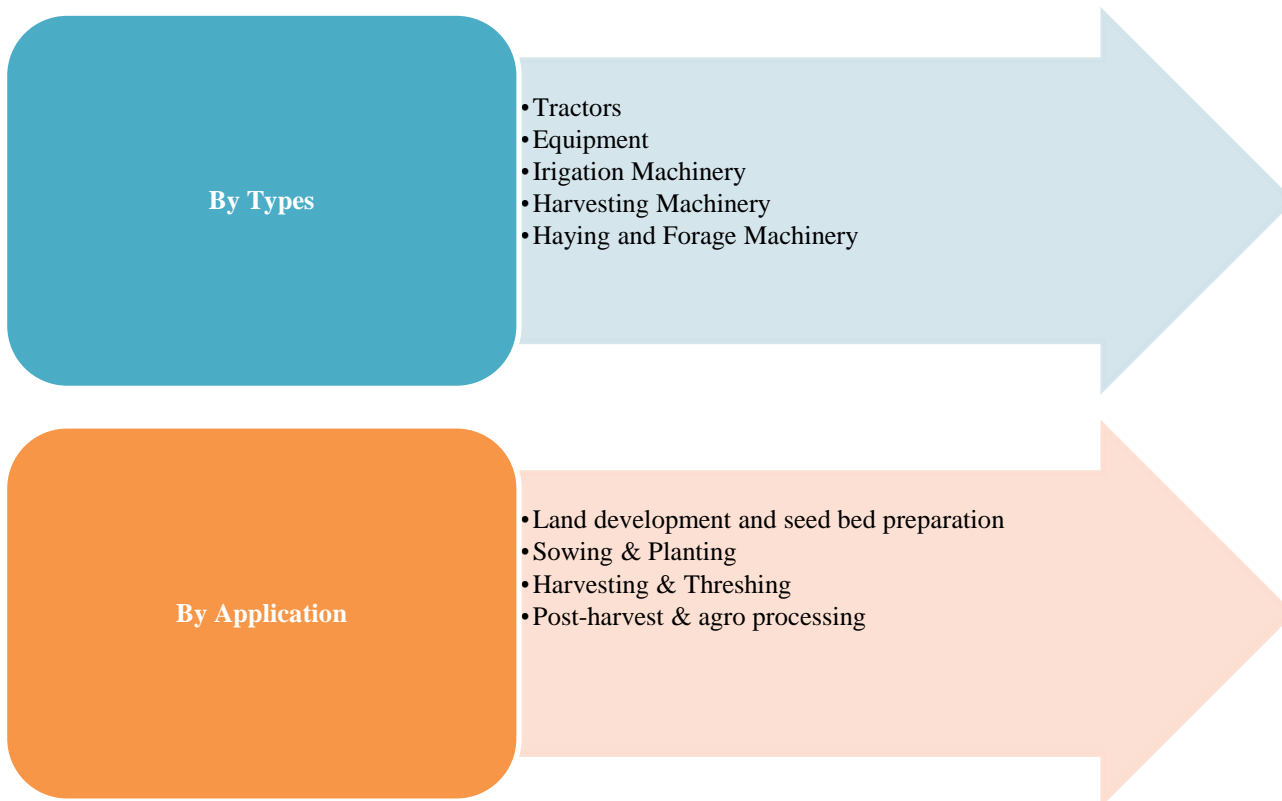 By Types
•Tractors
•Equipment
•Irigation Machinery
•Harvesting Machinery
•Haying and Forage Machinery
By Application
•Land development and seed bed preparation
•Sowing & Planting
•Harvesting & Threshing
•Post-harvest & agro processing